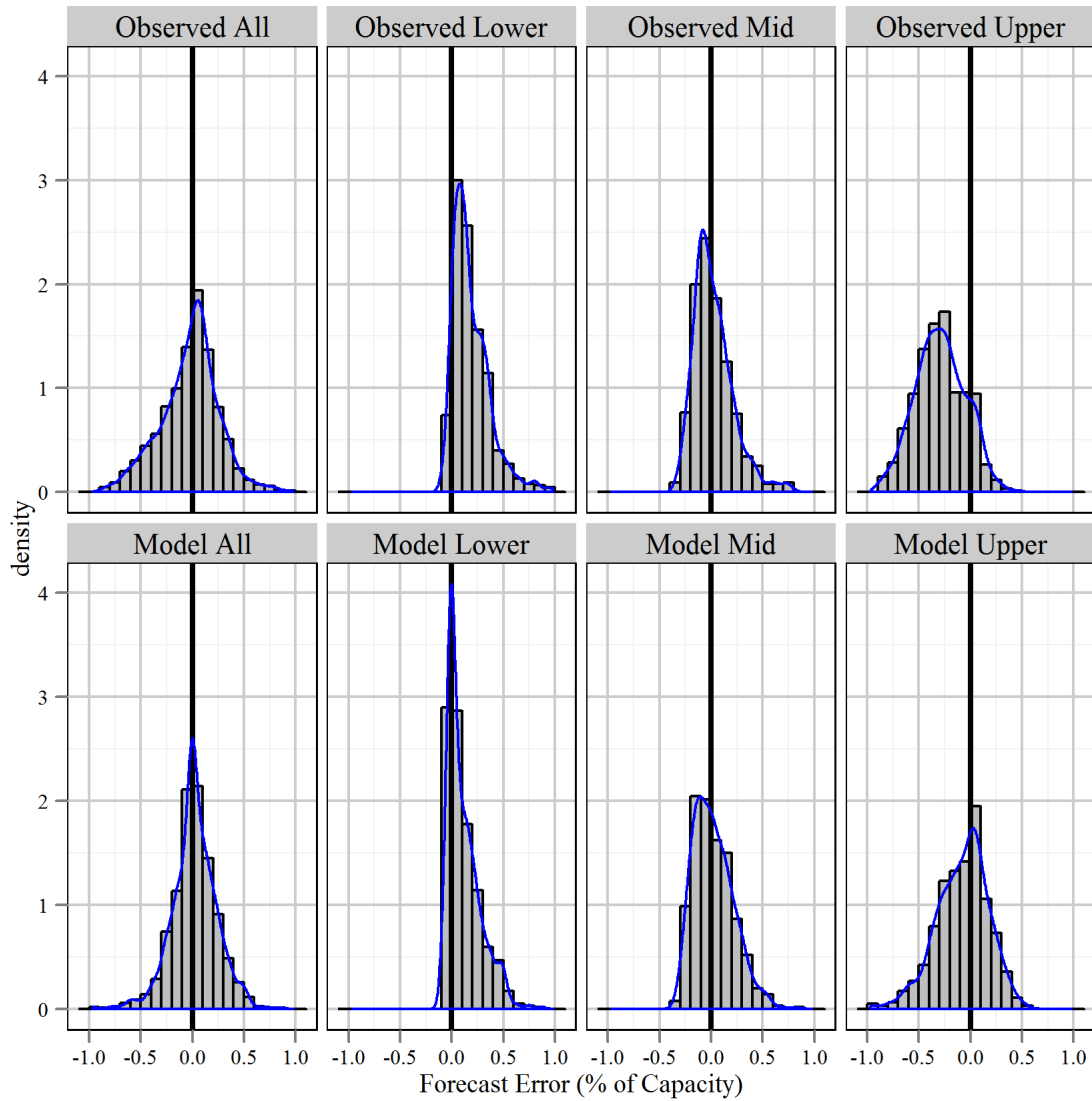 Observed All Observed Lower Observed Mid Observed Upper
4
3
2
1
0
density
Model All Model Lower Model Mid Model Upper
4
3
2
1
0
-1.0 -0.5 0.0 0.5 1.0 -1.0 -0.5 0.0 0.5 1.0 -1.0 -0.5 0.0 0.5 1.0 -1.0 -0.5 0.0 0.5 1.0
Forecast Error (% of Capacity)